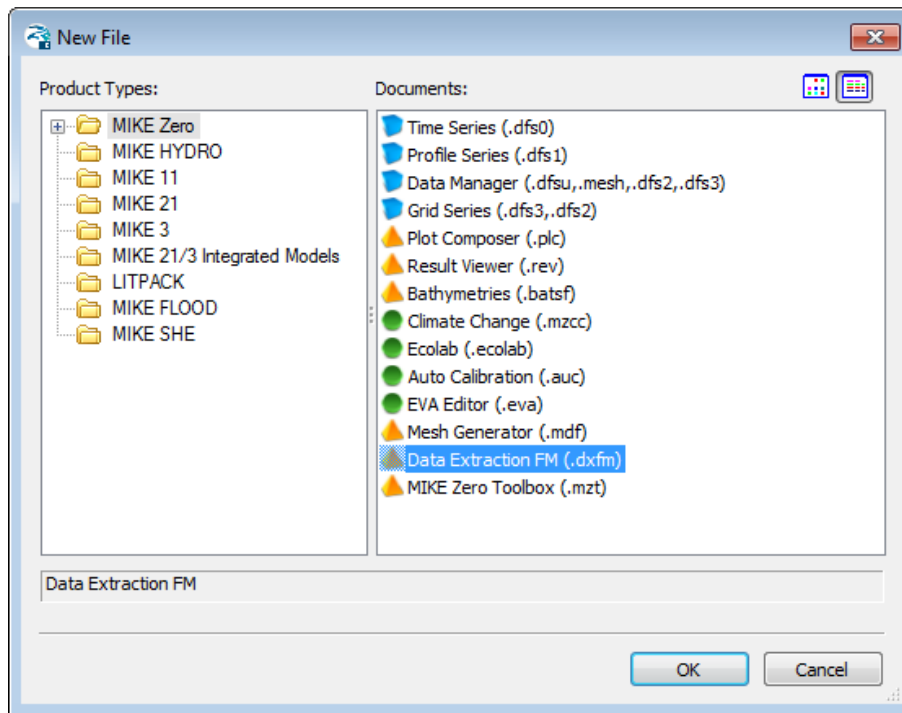 New File
Product Types:
Documents:
MIKE Zero
MIKE HYDRO
MIKE 11
MIKE 21
MIKE 3
MIKE 21/3 Integrated Models
LITPACK
MIKE FLOOD
MIKE SHE
Time Series (.dfs0)
Profile Series (.dfs1)
Data Manager (.dfsu,.mesh,.dfs2,.dfs3)
Grid Series (.dfs3,.dfs2)
Plot Composer (.plc)
Result Viewer (.rev)
Bathymetries (.batsf)
Climate Change (.mzcc)
Ecolab (.ecolab)
Auto Calibration (.auc)
EVA Editor (.eva)
Mesh Generator (.mdf)
Data Extraction FM (.dxfm)
MIKE Zero Toolbox (.mzt)
Data Extraction FM
OK
Cancel